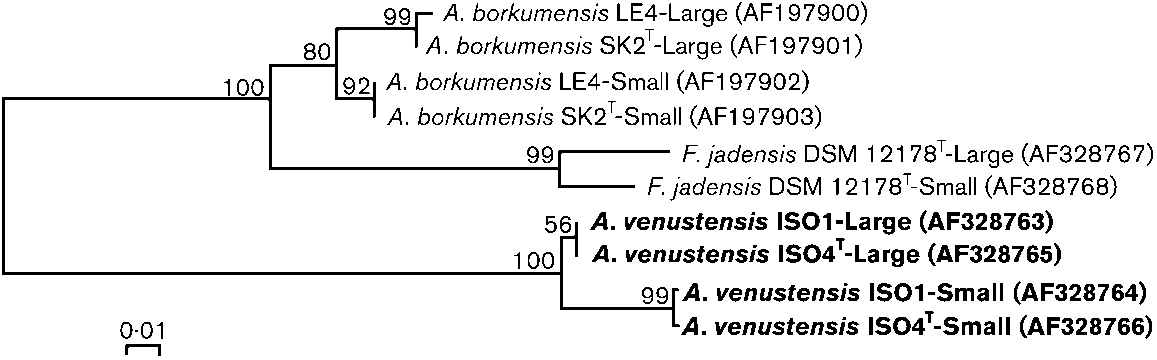 99 A. borkumensis LE4-Large (AF197900)
A. borkumensis SK2ᵀ-Large (AF197901)
80
92 A. borkumensis LE4-Small (AF197902)
100
A. borkumensis SK2ᵀ-Small (AF197903)
99 F. jadensis DSM 12178ᵀ-Large (AF328767)
F. jadensis DSM 12178ᵀ-Small (AF328768)
56 A. venustensis ISO1-Large (AF328763)
A. venustensis ISO4ᵀ-Large (AF328765)
100
99 A. venustensis ISO1-Small (AF328764)
A. venustensis ISO4ᵀ-Small (AF328766)
0·01